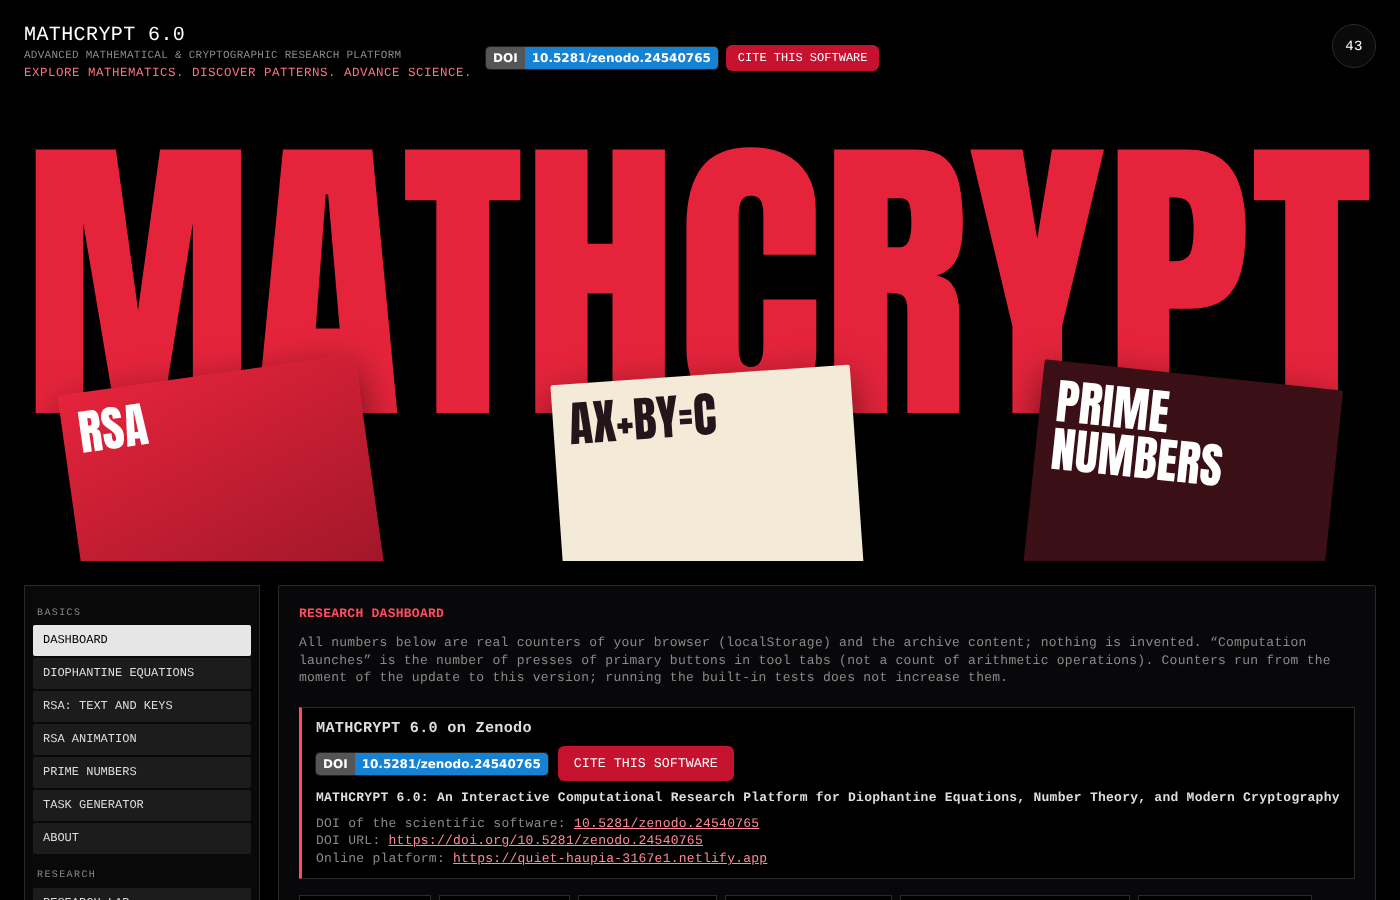 MATHCRYPT 6.0
ADVANCED MATHEMATICAL & CRYPTOGRAPHIC RESEARCH PLATFORM
EXPLORE MATHEMATICS. DISCOVER PATTERNS. ADVANCE SCIENCE.
DOI 10.5281/zenodo.24540765
CITE THIS SOFTWARE
43
MATHCRYPT
RSA
AX+BY=C
PRIME
NUMBERS
BASICS
DASHBOARD
DIOPHANTINE EQUATIONS
RSA: TEXT AND KEYS
RSA ANIMATION
PRIME NUMBERS
TASK GENERATOR
ABOUT
RESEARCH
RESEARCH DASHBOARD
All numbers below are real counters of your browser (localStorage) and the archive content; nothing is invented. “Computation
launches” is the number of presses of primary buttons in tool tabs (not a count of arithmetic operations). Counters run from the
moment of the update to this version; running the built-in tests does not increase them.
MATHCRYPT 6.0 on Zenodo
DOI 10.5281/zenodo.24540765
CITE THIS SOFTWARE
MATHCRYPT 6.0: An Interactive Computational Research Platform for Diophantine Equations, Number Theory, and Modern Cryptography
DOI of the scientific software: 10.5281/zenodo.24540765
DOI URL: https://doi.org/10.5281/zenodo.24540765
Online platform: https://quiet-haupia-3167e1.netlify.app